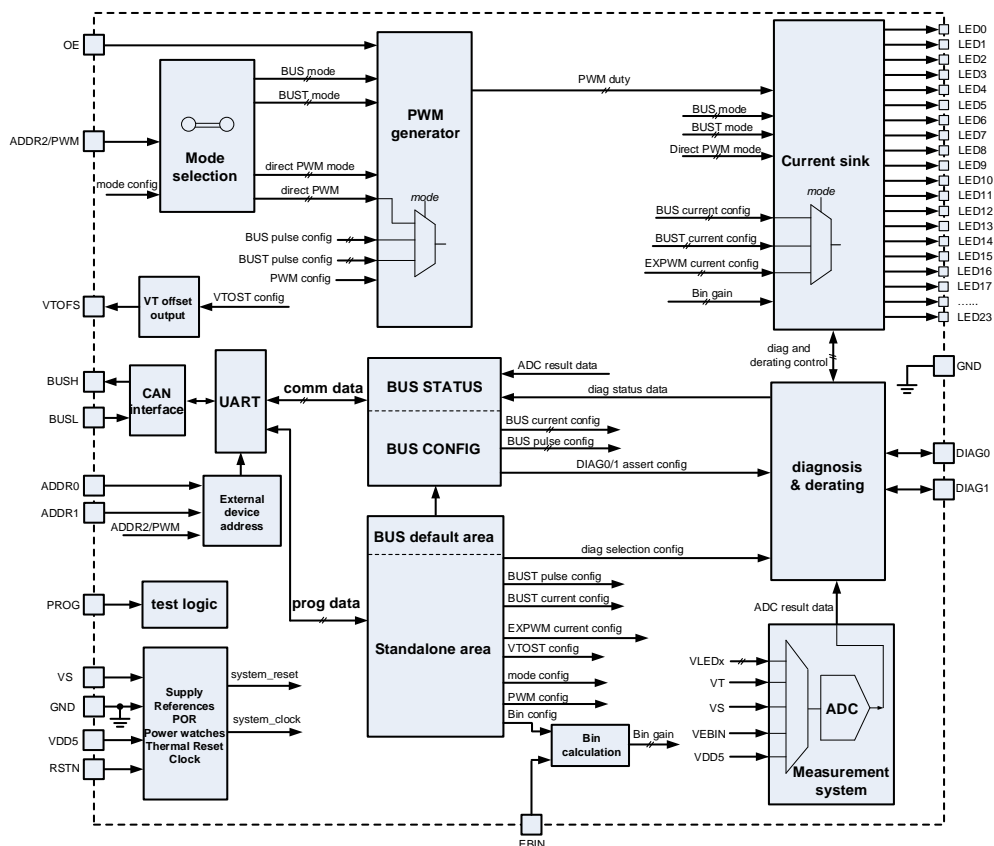 OE
ADDR2/PWM
mode config
Mode
selection
BUS mode
BUST mode
direct PWM mode
direct PWM
BUS pulse config
BUST pulse config
PWM config
PWM
generator
mode
PWM duty
BUS mode
BUST mode
Direct PWM mode
BUS current config
BUST current config
EXPWM current config
Bin gain
Current sink
mode
LED0
LED1
LED2
LED3
LED4
LED5
LED6
LED7
LED8
LED9
LED10
LED11
LED12
LED13
LED14
LED15
LED16
LED17
......
LED23
VTOFS
VT offset
output
VTOST config
BUSH
BUSL
CAN
interface
UART
comm data
BUS STATUS
BUS CONFIG
ADC result data
diag status data
BUS current config
BUS pulse config
DIAG0/1 assert config
diag and
derating control
GND
diagnosis
& derating
DIAG0
DIAG1
ADDR0
ADDR1
ADDR2/PWM
External
device
address
BUS default area
diag selection config
BUST pulse config
BUST current config
EXPWM current config
VTOST config
mode config
PWM config
Bin config
Standalone area
prog data
PROG
test logic
VS
GND
VDD5
RSTN
Supply
References
POR
Power watches
Thermal Reset
Clock
system_reset
system_clock
Bin
calculation
Bin gain
EBIN
ADC result data
VLEDx
VT
VS
VEBIN
VDD5
ADC
Measurement
system